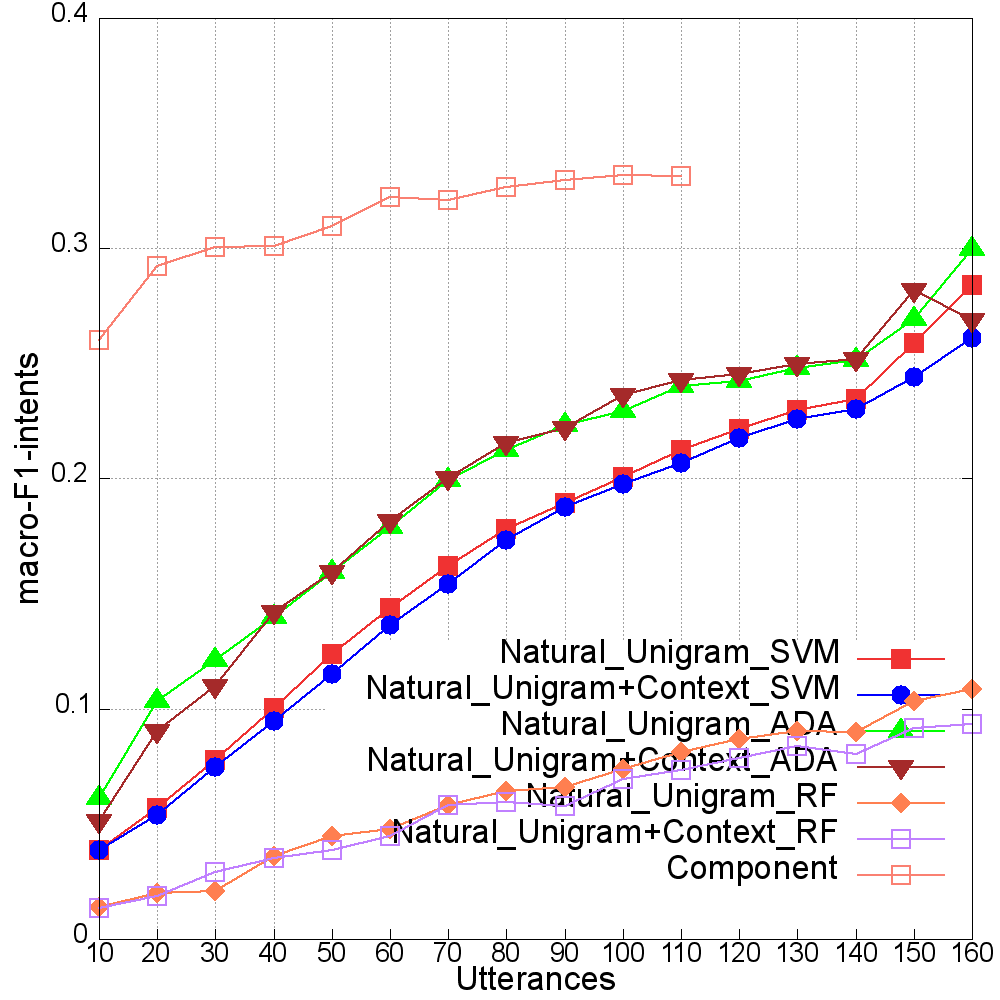 0.4
0.3
0.2
0.1
0
macro-F1-intents
Natural_Unigram_SVM
Natural_Unigram+Context_SVM
Natural_Unigram_ADA
Natural_Unigram+Context_ADA
Natural_Unigram_RF
Natural_Unigram+Context_RF
Component
10 20 30 40 50 60 70 80 90 100 110 120 130 140 150 160
Utterances